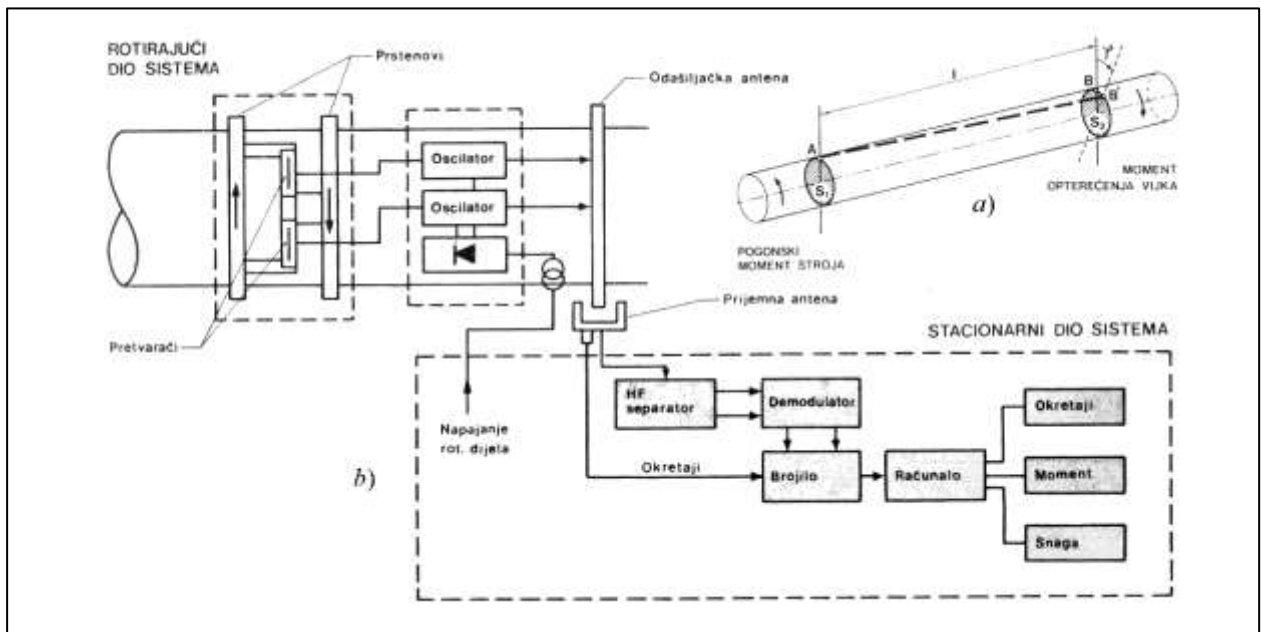 ROTIRAJUĆI
DIO SISTEMA
Prstenovi
Odašiljačka antena
Oscilator
Oscilator
Pretvarači
Napajanje
rot. dijela
Prijemna antena
l
A
S₁
B
B'
S₂
γ
MOMENT
OPTEREĆENJA VIJKA
a)
POGONSKI
MOMENT STROJA
STACIONARNI DIO SISTEMA
HF
separator
Demodulator
Okretaji
Brojilo
Računalo
Okretaji
Moment
Snaga
b)